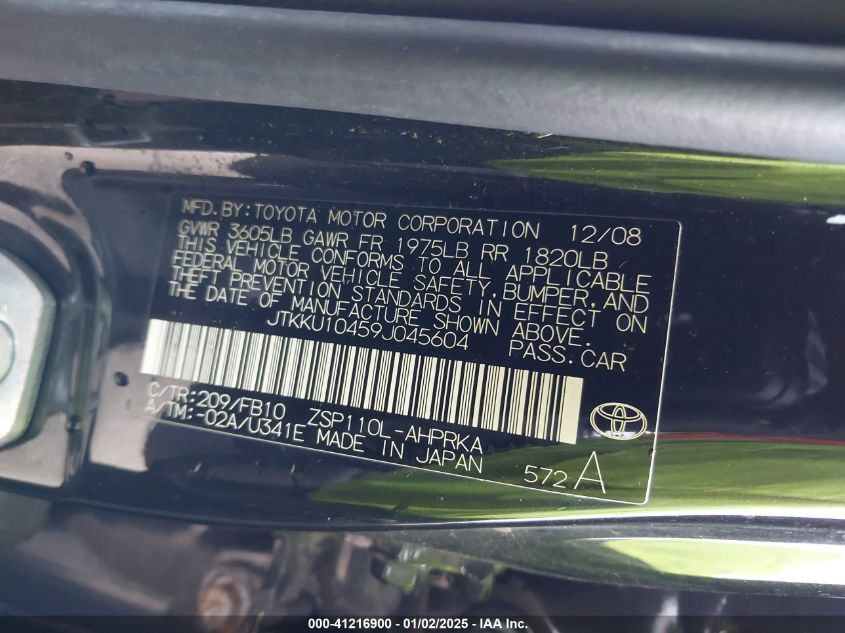 MFD.BY:TOYOTA MOTOR CORPORATION 12/08
GVWR 3605LB GAWR FR 1975LB RR 1820LB
THIS VEHICLE CONFORMS TO ALL APPLICABLE
FEDERAL MOTOR VEHICLE SAFETY,BUMPER,AND
THEFT PREVENTION STANDARDS IN EFFECT ON
THE DATE OF MANUFACTURE SHOWN ABOVE.
JTKKU10459J045604 PASS.CAR
C/TR:209/FB10 ZSP110L-AHPRKA
A/TM:-02A/U341E MADE IN JAPAN 572A
000-41216900 - 01/02/2025 - IAA Inc.